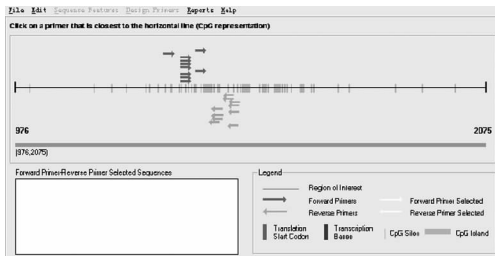 File Edit Sequence Features Design Primers Reports Help
Click on a primer that is closest to the horizontal line (CpG representation)
976 2075
(976,2075)
Forward Primer-Reverse Primer Selected Sequences
Legend
Region of Interest
Forward Primers Forward Primer Selected
Reverse Primers Reverse Primer Selected
Translation Start Codon Transcription Bases CpG Sites CpG Island